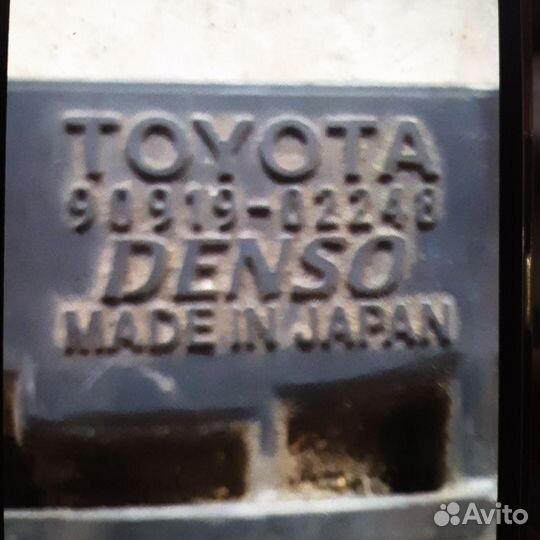 TOYOTA
90919-02248
DENSO
MADE IN JAPAN
Avito